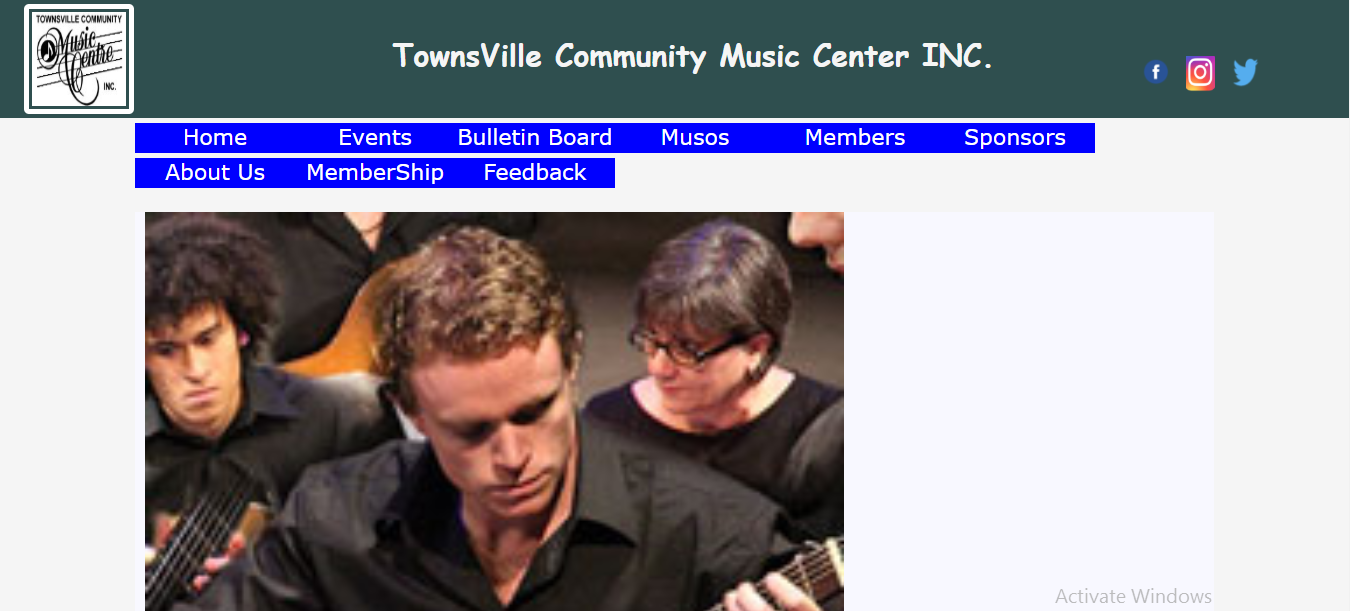 TOWNSVILLE COMMUNITY
Music
Centre
INC.
TownsVille Community Music Center INC.
f
Home Events Bulletin Board Musos Members Sponsors
About Us MemberShip Feedback
Activate Windows